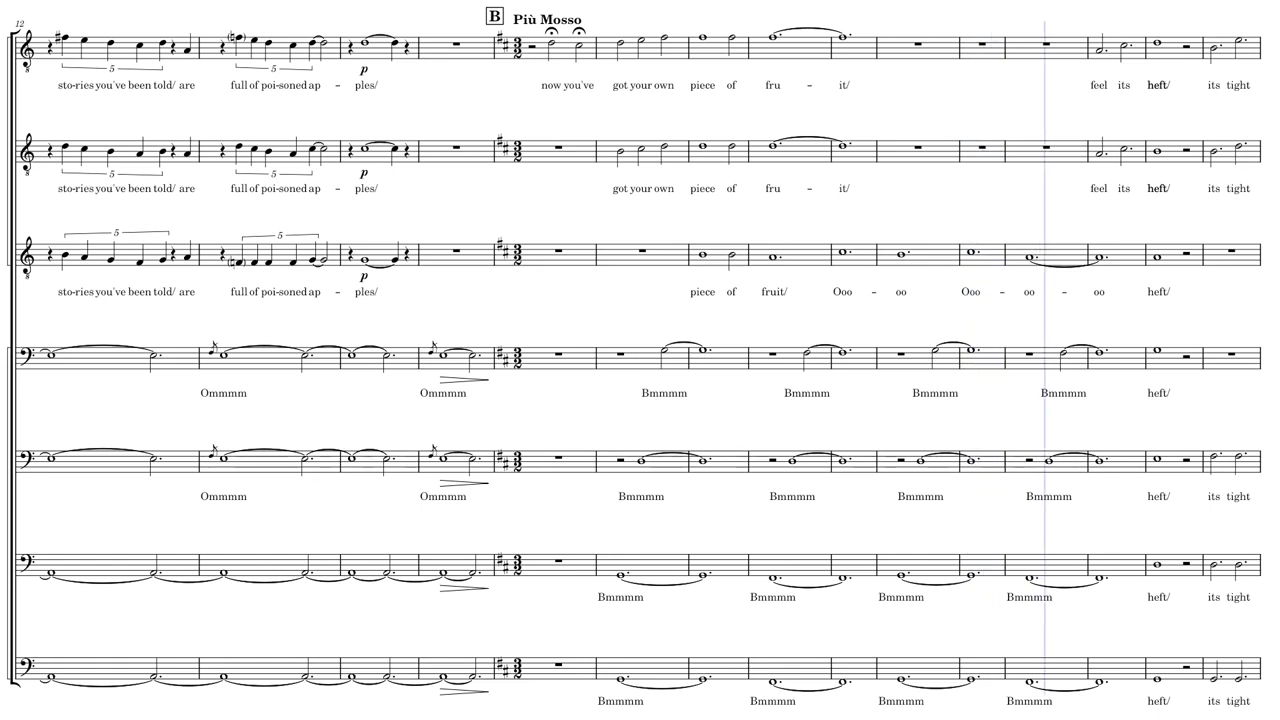 12
B Più Mosso
5 5
sto-ries you've been told/ are full of poi-soned ap - ples/ now you've got your own piece of fru - it/ feel its heft/ its tight
p
5 5
sto-ries you've been told/ are full of poi-soned ap - ples/ got your own piece of fru - it/ feel its heft/ its tight
p
5 5
sto-ries you've been told/ are full of poi-soned ap - ples/ piece of fruit/ Ooo - oo Ooo - oo - oo heft/
p
Ommmm Ommmm Bmmmm Bmmmm Bmmmm Bmmmm heft/
Ommmm Ommmm Bmmmm Bmmmm Bmmmm Bmmmm heft/ its tight
Bmmmm Bmmmm Bmmmm Bmmmm heft/ its tight
Bmmmm Bmmmm Bmmmm Bmmmm heft/ its tight